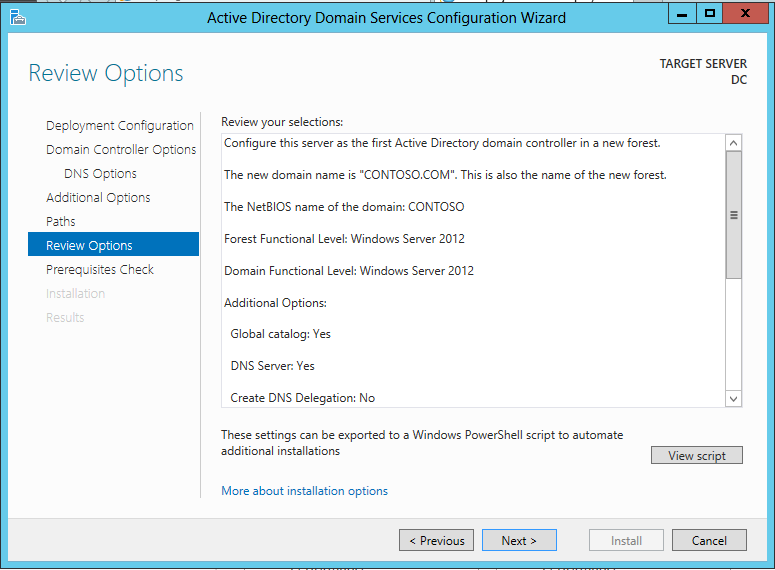 Active Directory Domain Services Configuration Wizard
Review Options
TARGET SERVER
DC
Deployment Configuration
Domain Controller Options
DNS Options
Additional Options
Paths
Review Options
Prerequisites Check
Installation
Results
Review your selections:
Configure this server as the first Active Directory domain controller in a new forest.
The new domain name is "CONTOSO.COM". This is also the name of the new forest.
The NetBIOS name of the domain: CONTOSO
Forest Functional Level: Windows Server 2012
Domain Functional Level: Windows Server 2012
Additional Options:
Global catalog: Yes
DNS Server: Yes
Create DNS Delegation: No
These settings can be exported to a Windows PowerShell script to automate
additional installations
View script
More about installation options
< Previous
Next >
Install
Cancel